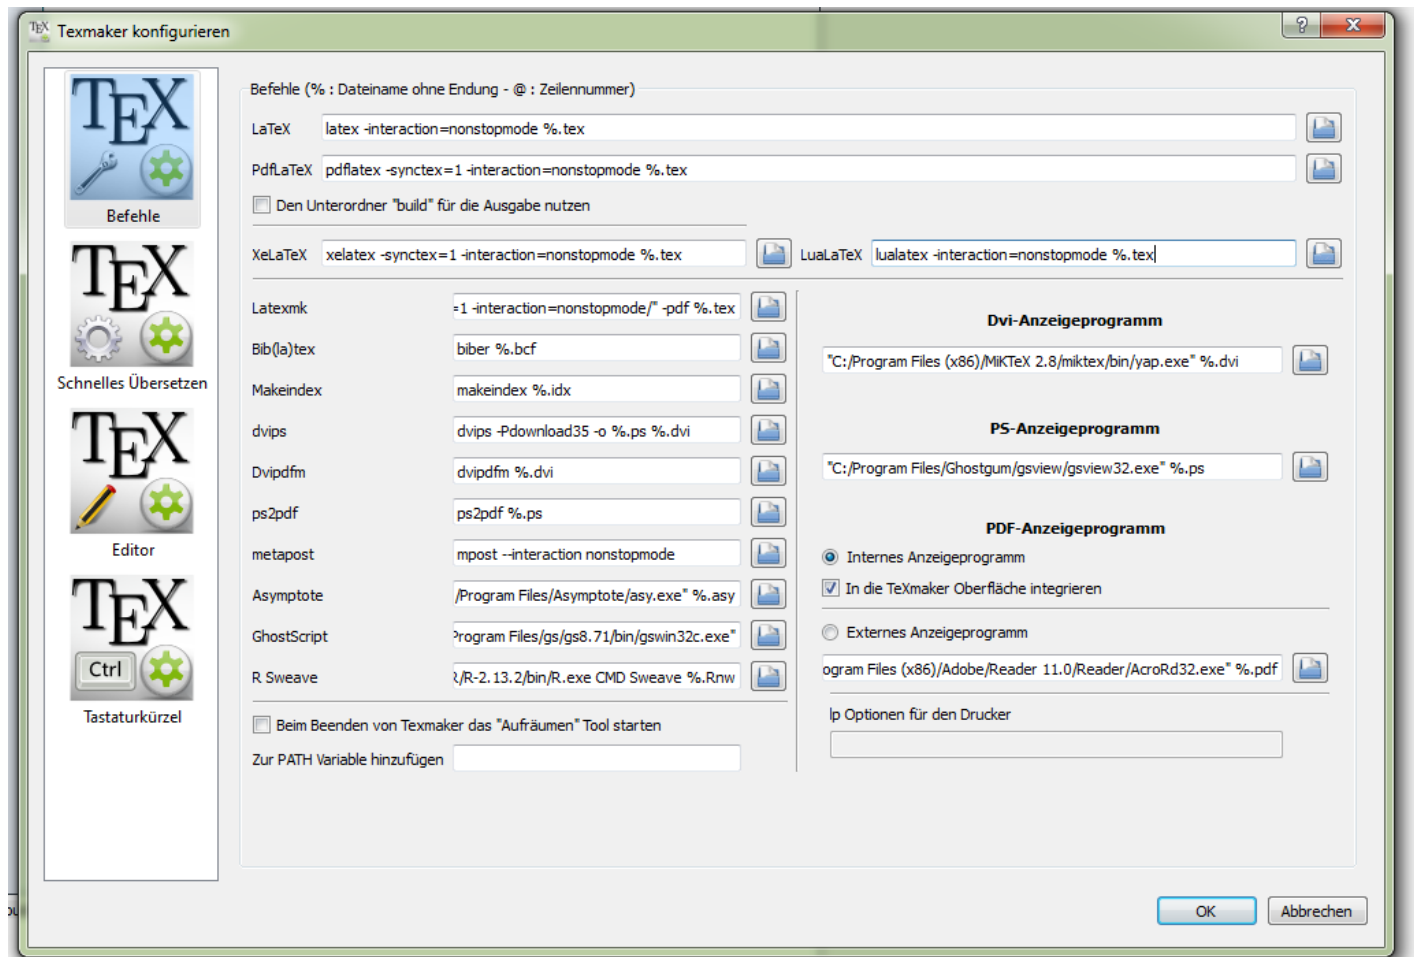 TEX Texmaker konfigurieren
TEX
Befehle
TEX
Schnelles Übersetzen
TEX
Editor
TEX
Ctrl
Tastaturkürzel
Befehle (% : Dateiname ohne Endung - @ : Zeilennummer)
LaTeX latex -interaction=nonstopmode %.tex
PdfLaTeX pdflatex -synctex=1 -interaction=nonstopmode %.tex
Den Unterordner "build" für die Ausgabe nutzen
XeLaTeX xelatex -synctex=1 -interaction=nonstopmode %.tex LuaLaTeX lualatex -interaction=nonstopmode %.tex
Latexmk =1 -interaction=nonstopmode/" -pdf %.tex
Bib(la)tex biber %.bcf
Makeindex makeindex %.idx
dvips dvips -Pdownload35 -o %.ps %.dvi
Dvipdfm dvipdfm %.dvi
ps2pdf ps2pdf %.ps
metapost mpost --interaction nonstopmode
Asymptote /Program Files/Asymptote/asy.exe" %.asy
GhostScript Program Files/gs/gs8.71/bin/gswin32c.exe"
R Sweave /R-2.13.2/bin/R.exe CMD Sweave %.Rnw
Beim Beenden von Texmaker das "Aufräumen" Tool starten
Zur PATH Variable hinzufügen
Dvi-Anzeigeprogramm
"C:/Program Files (x86)/MiKTeX 2.8/miktex/bin/yap.exe" %.dvi
PS-Anzeigeprogramm
"C:/Program Files/Ghostgum/gsview/gsview32.exe" %.ps
PDF-Anzeigeprogramm
Internes Anzeigeprogramm
In die TeXmaker Oberfläche integrieren
Externes Anzeigeprogramm
ogram Files (x86)/Adobe/Reader 11.0/Reader/AcroRd32.exe" %.pdf
lp Optionen für den Drucker
OK Abbrechen